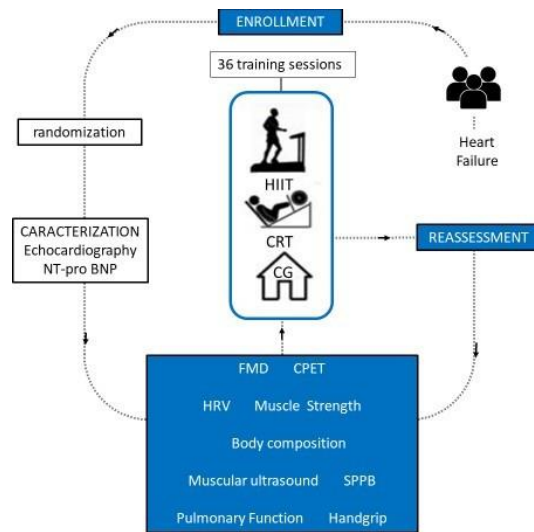 ENROLLMENT
36 training sessions
Heart
Failure
randomization
HIIT
CARACTERIZATION
Echocardiography
NT-pro BNP
CRT
REASSESSMENT
CG
FMD CPET
HRV Muscle Strength
Body composition
Muscular ultrasound SPPB
Pulmonary Function Handgrip